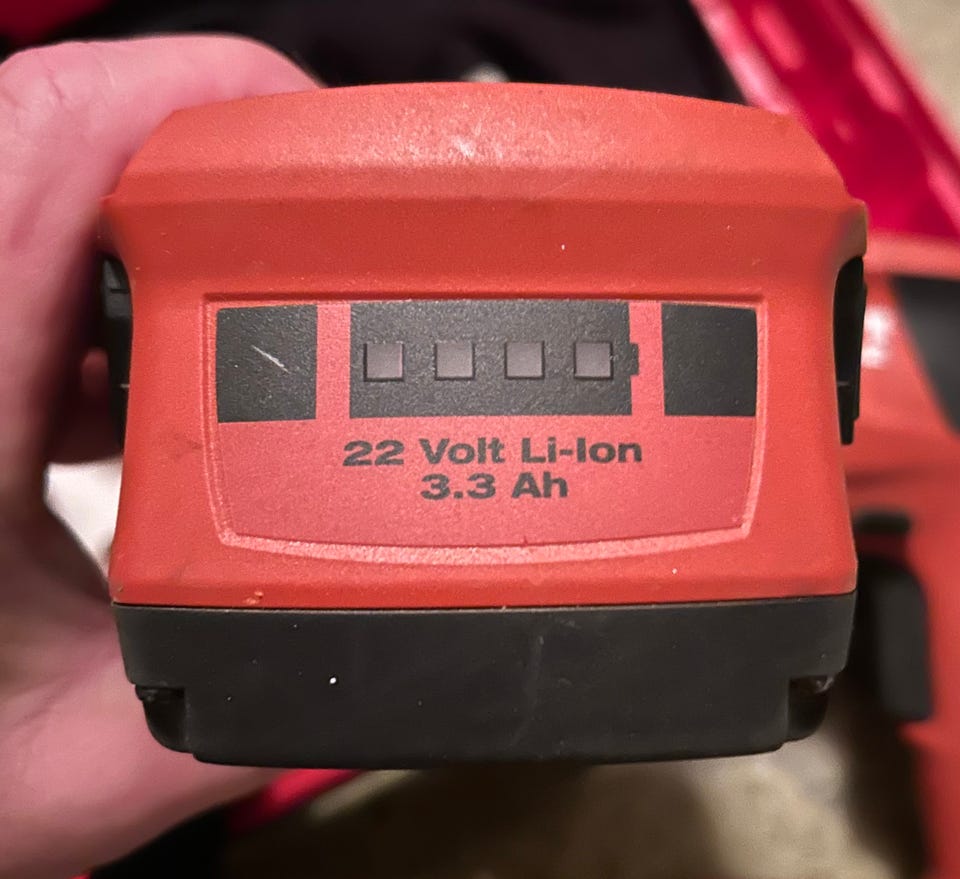 22 Volt Li-Ion
3.3 Ah